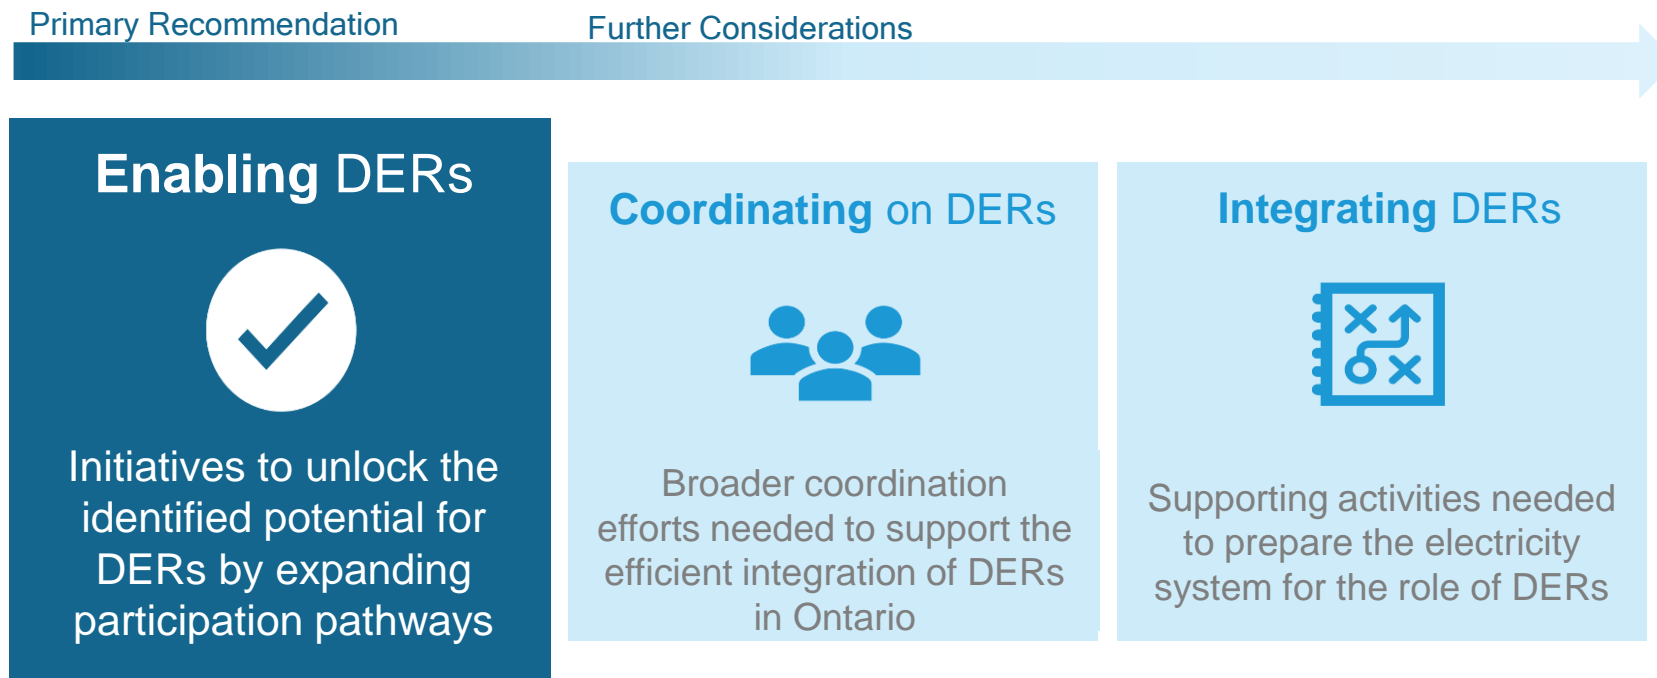 Primary Recommendation
Further Considerations
Enabling DERs
Initiatives to unlock the
identified potential for
DERs by expanding
participation pathways
Coordinating on DERs
Broader coordination
efforts needed to support the
efficient integration of DERs
in Ontario
Integrating DERs
Supporting activities needed
to prepare the electricity
system for the role of DERs